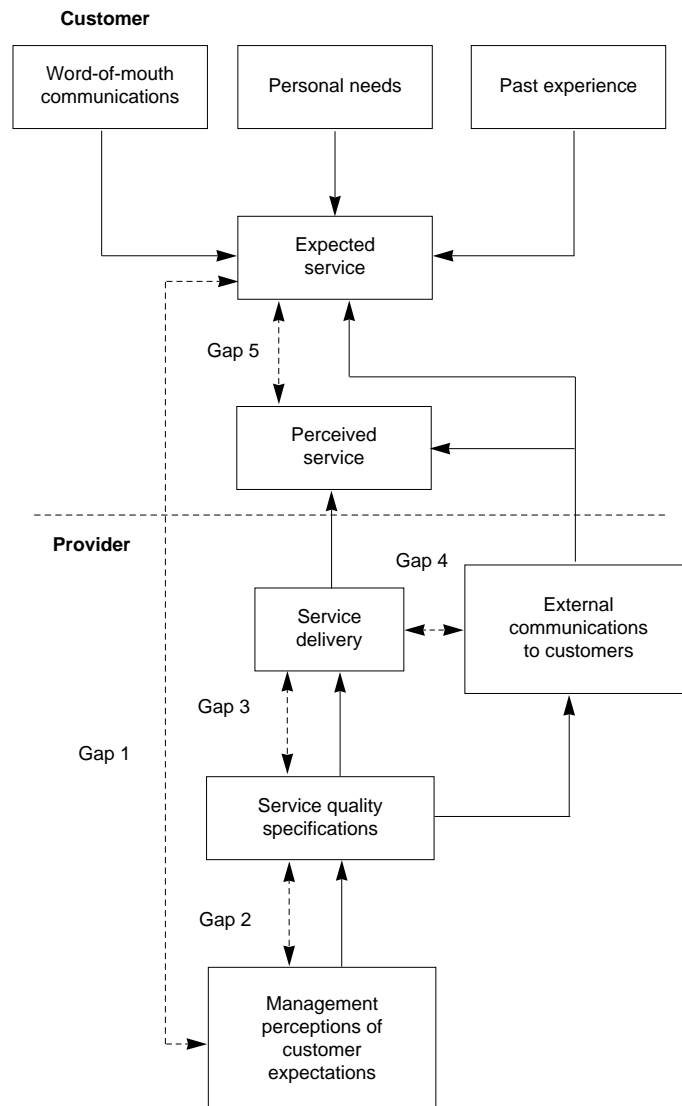 Customer
Word-of-mouth
communications
Personal needs
Past experience
Expected
service
Gap 5
Perceived
service
Provider
Gap 4
Service
delivery
External
communications
to customers
Gap 3
Gap 1
Service quality
specifications
Gap 2
Management
perceptions of
customer
expectations